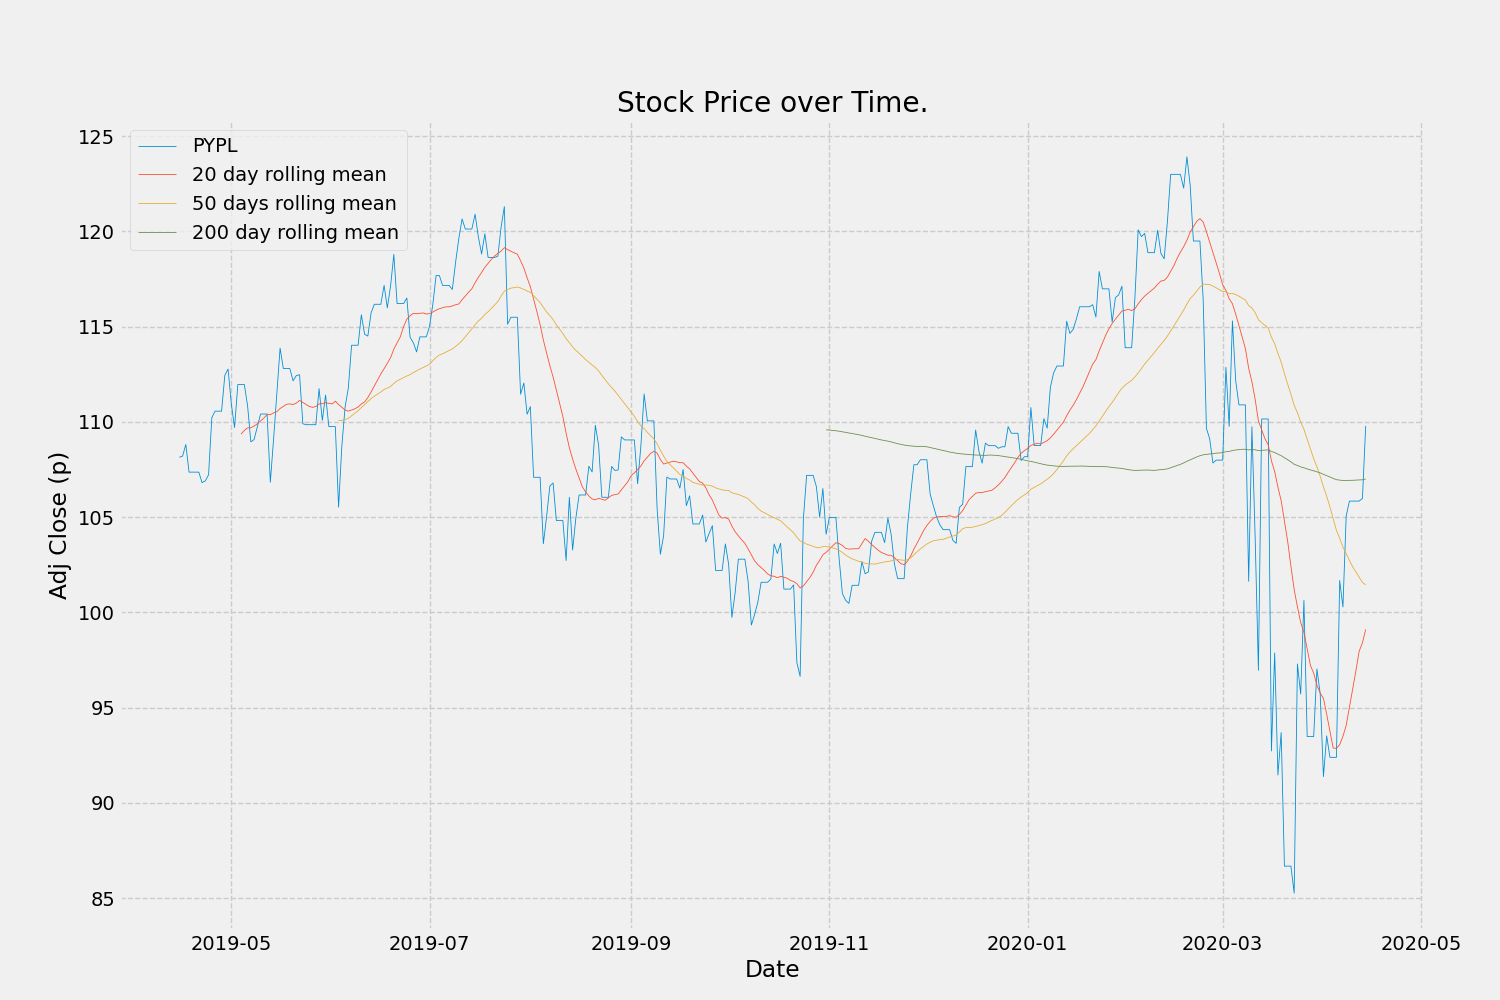 Stock Price over Time.
PYPL
20 day rolling mean
50 days rolling mean
200 day rolling mean
Adj Close (p)
125
120
115
110
105
100
95
90
85
2019-05
2019-07
2019-09
2019-11
2020-01
2020-03
2020-05
Date